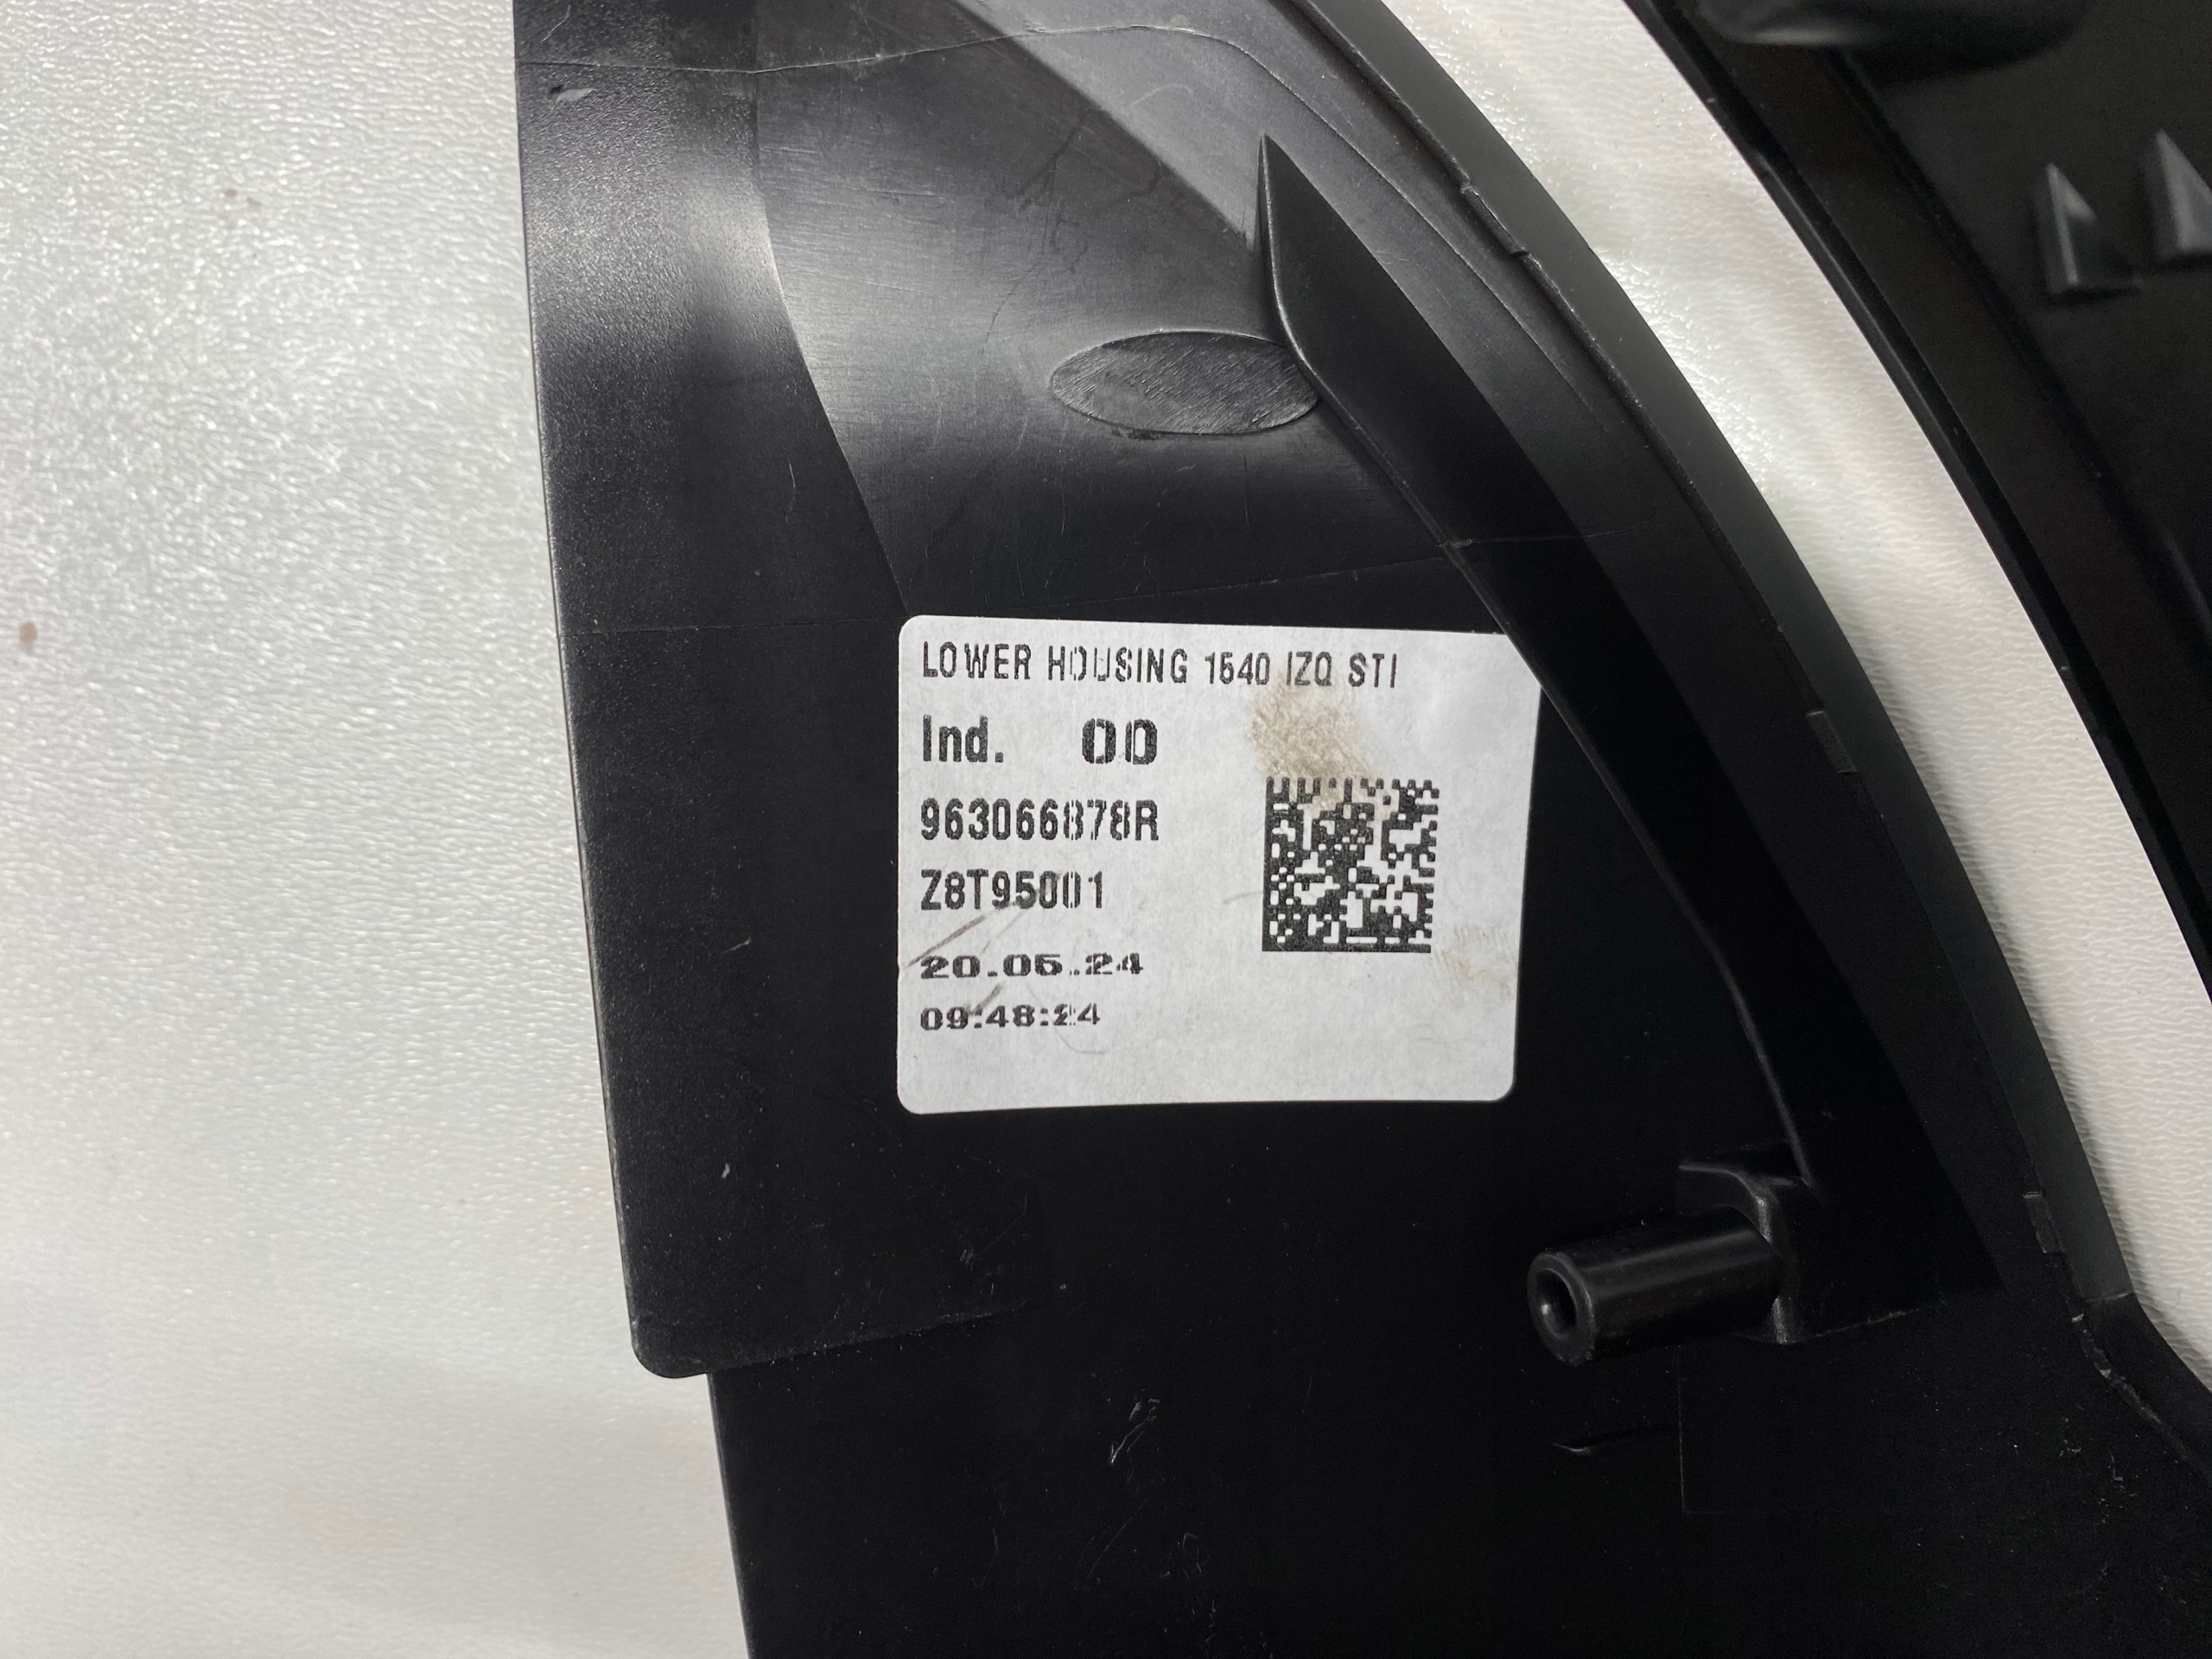 LOWER HOUSING 1540 IZQ STI
Ind. 00
963066878R
Z8T95001
20.05.24
09:48:24